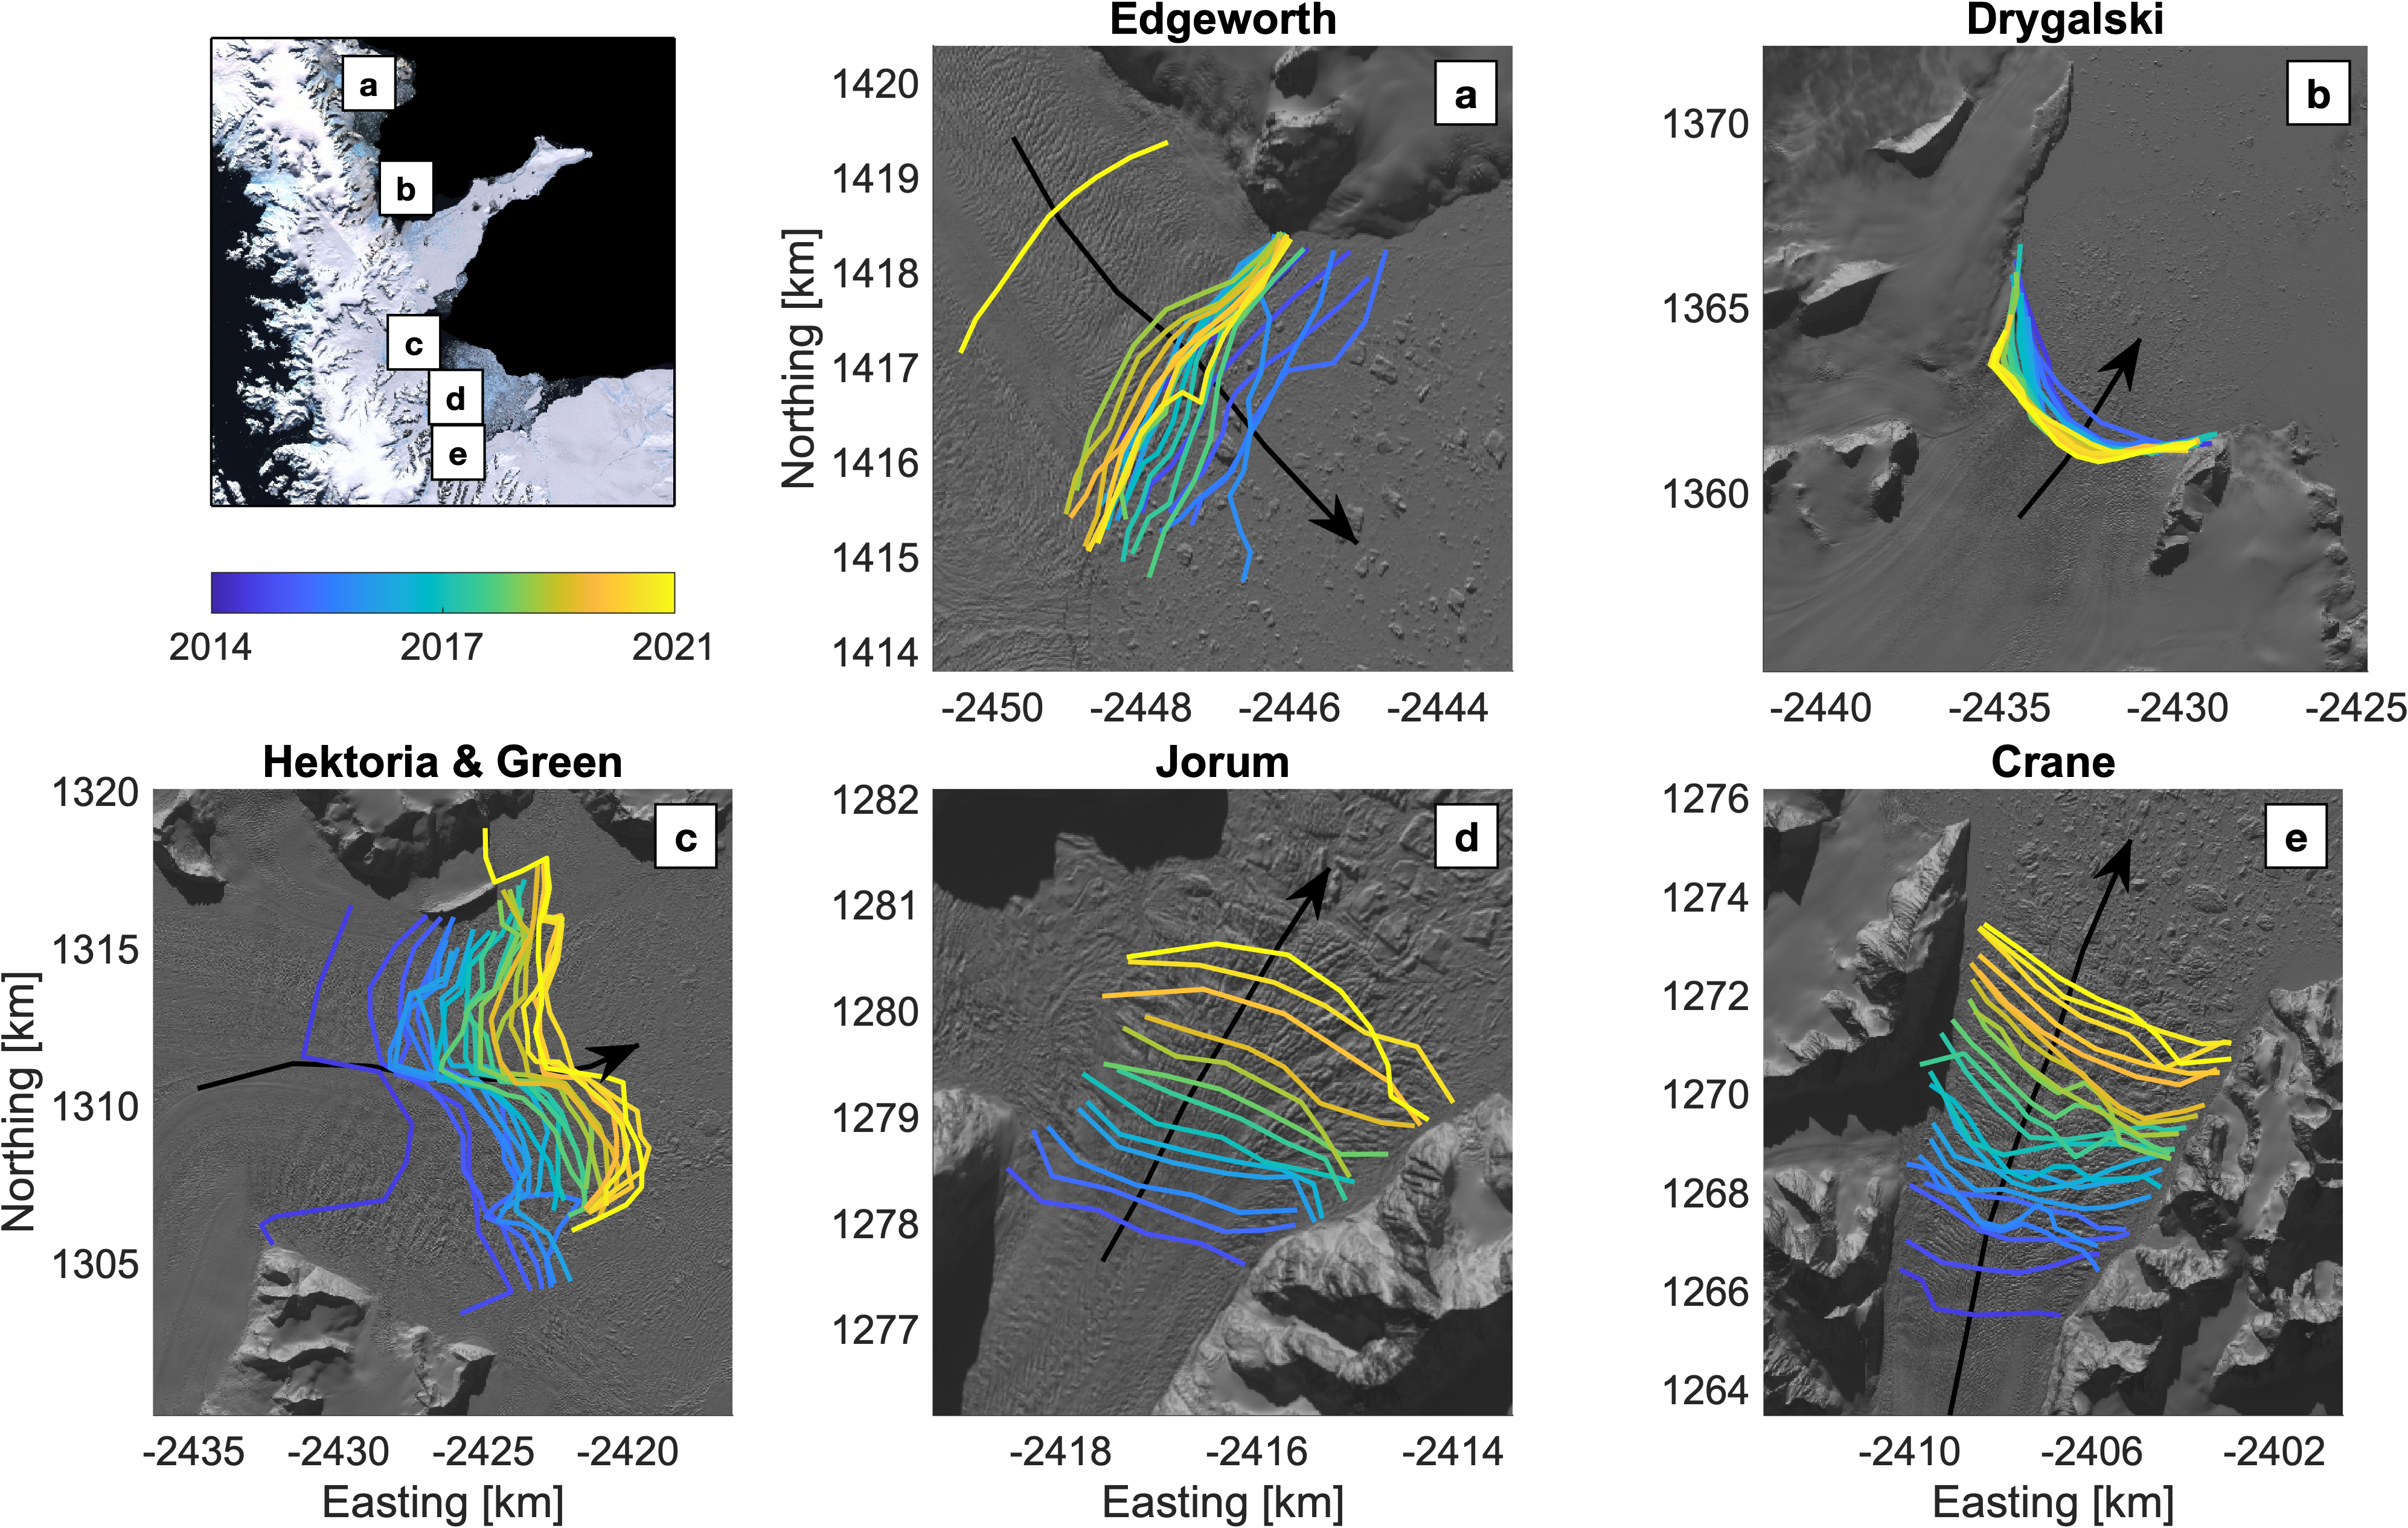 Edgeworth
Drygalski
a
b
c
d
e
2014 2017 2021
Northing [km]
1420
1419
1418
1417
1416
1415
1414
a
-2450 -2448 -2446 -2444
1370
1365
1360
b
-2440 -2435 -2430 -2425
Hektoria & Green
Northing [km]
1320
1315
1310
1305
c
-2435 -2430 -2425 -2420
Easting [km]
Jorum
1282
1281
1280
1279
1278
1277
d
-2418 -2416 -2414
Easting [km]
Crane
1276
1274
1272
1270
1268
1266
1264
e
-2410 -2406 -2402
Easting [km]